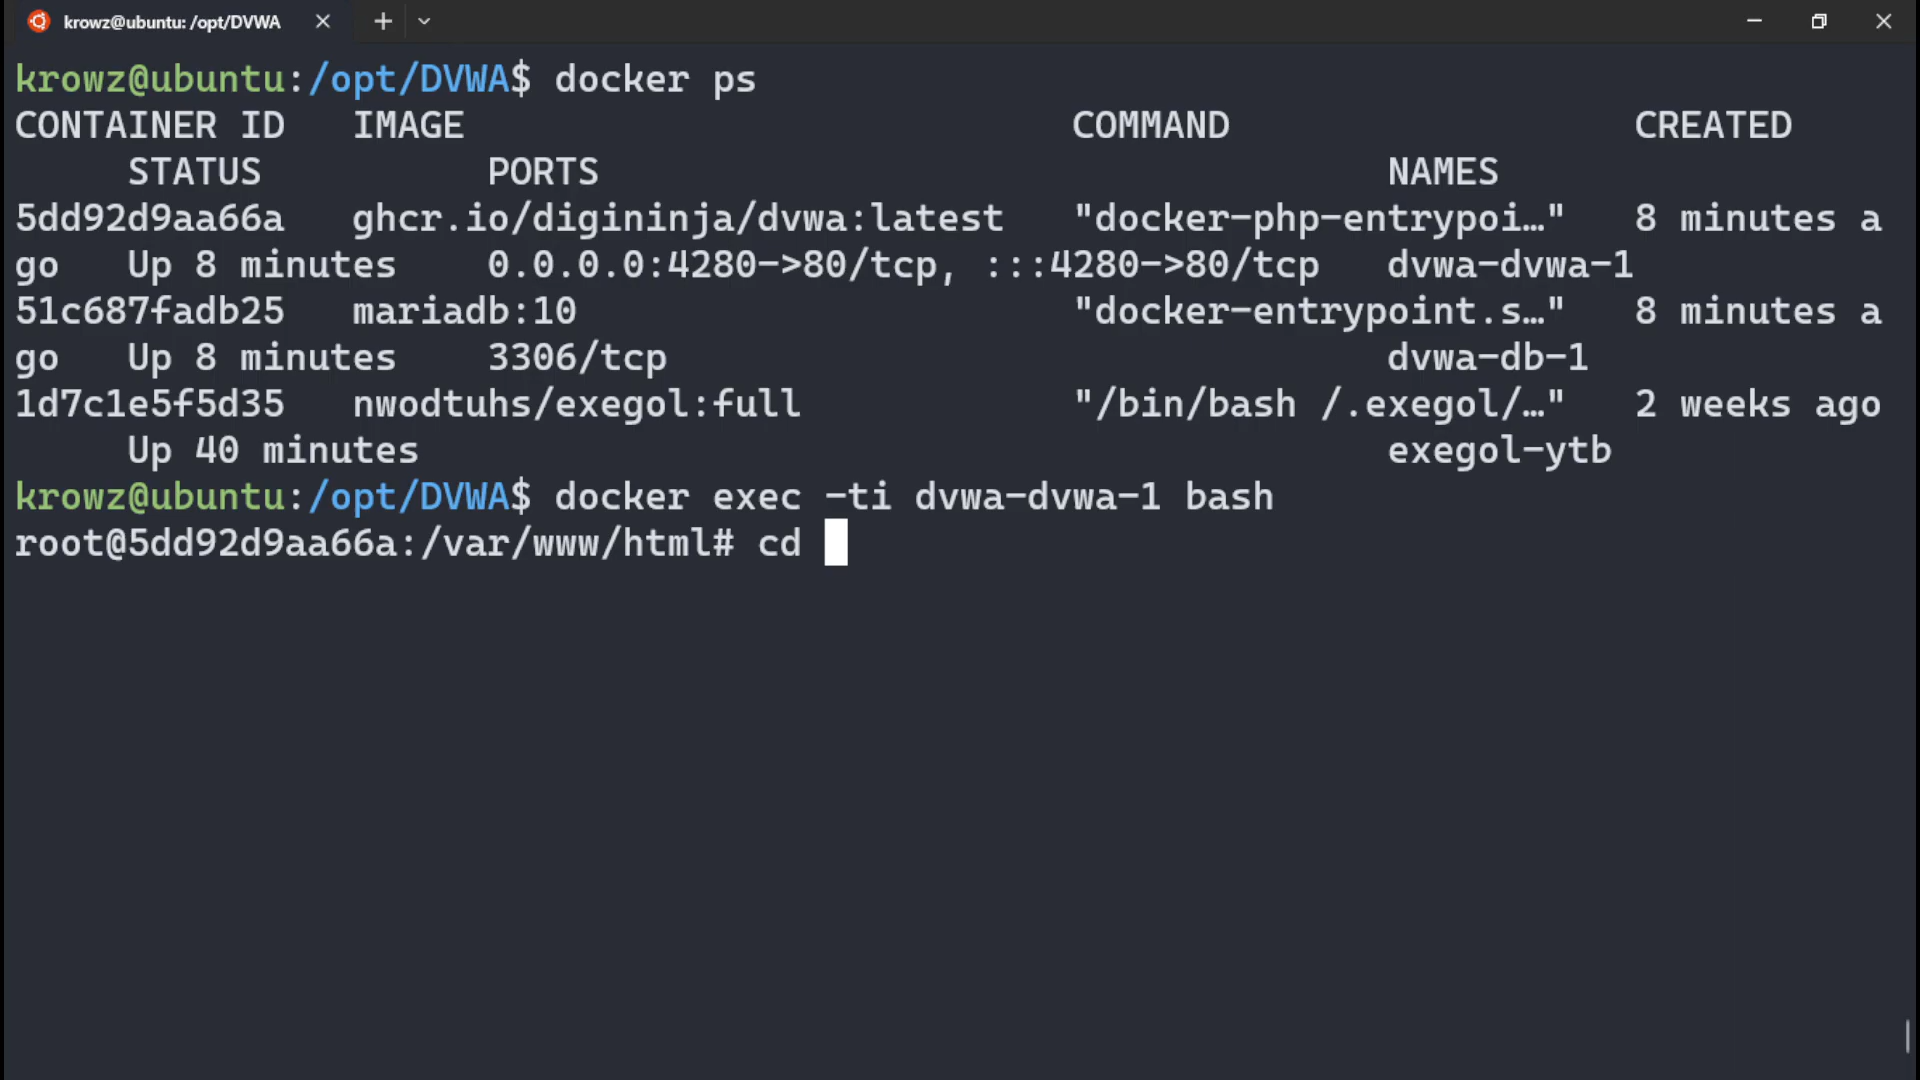 krowz@ubuntu: /opt/DVWA
krowz@ubuntu:/opt/DVWA$ docker ps
CONTAINER ID   IMAGE                           COMMAND                  CREATED
     STATUS          PORTS                                   NAMES
5dd92d9aa66a   ghcr.io/digininja/dvwa:latest   "docker-php-entrypoi…"   8 minutes a
go   Up 8 minutes    0.0.0.0:4280->80/tcp, :::4280->80/tcp   dvwa-dvwa-1
51c687fadb25   mariadb:10                      "docker-entrypoint.s…"   8 minutes a
go   Up 8 minutes    3306/tcp                                dvwa-db-1
1d7c1e5f5d35   nwodtuhs/exegol:full            "/bin/bash /.exegol/…"   2 weeks ago
     Up 40 minutes                                           exegol-ytb
krowz@ubuntu:/opt/DVWA$ docker exec -ti dvwa-dvwa-1 bash
root@5dd92d9aa66a:/var/www/html# cd